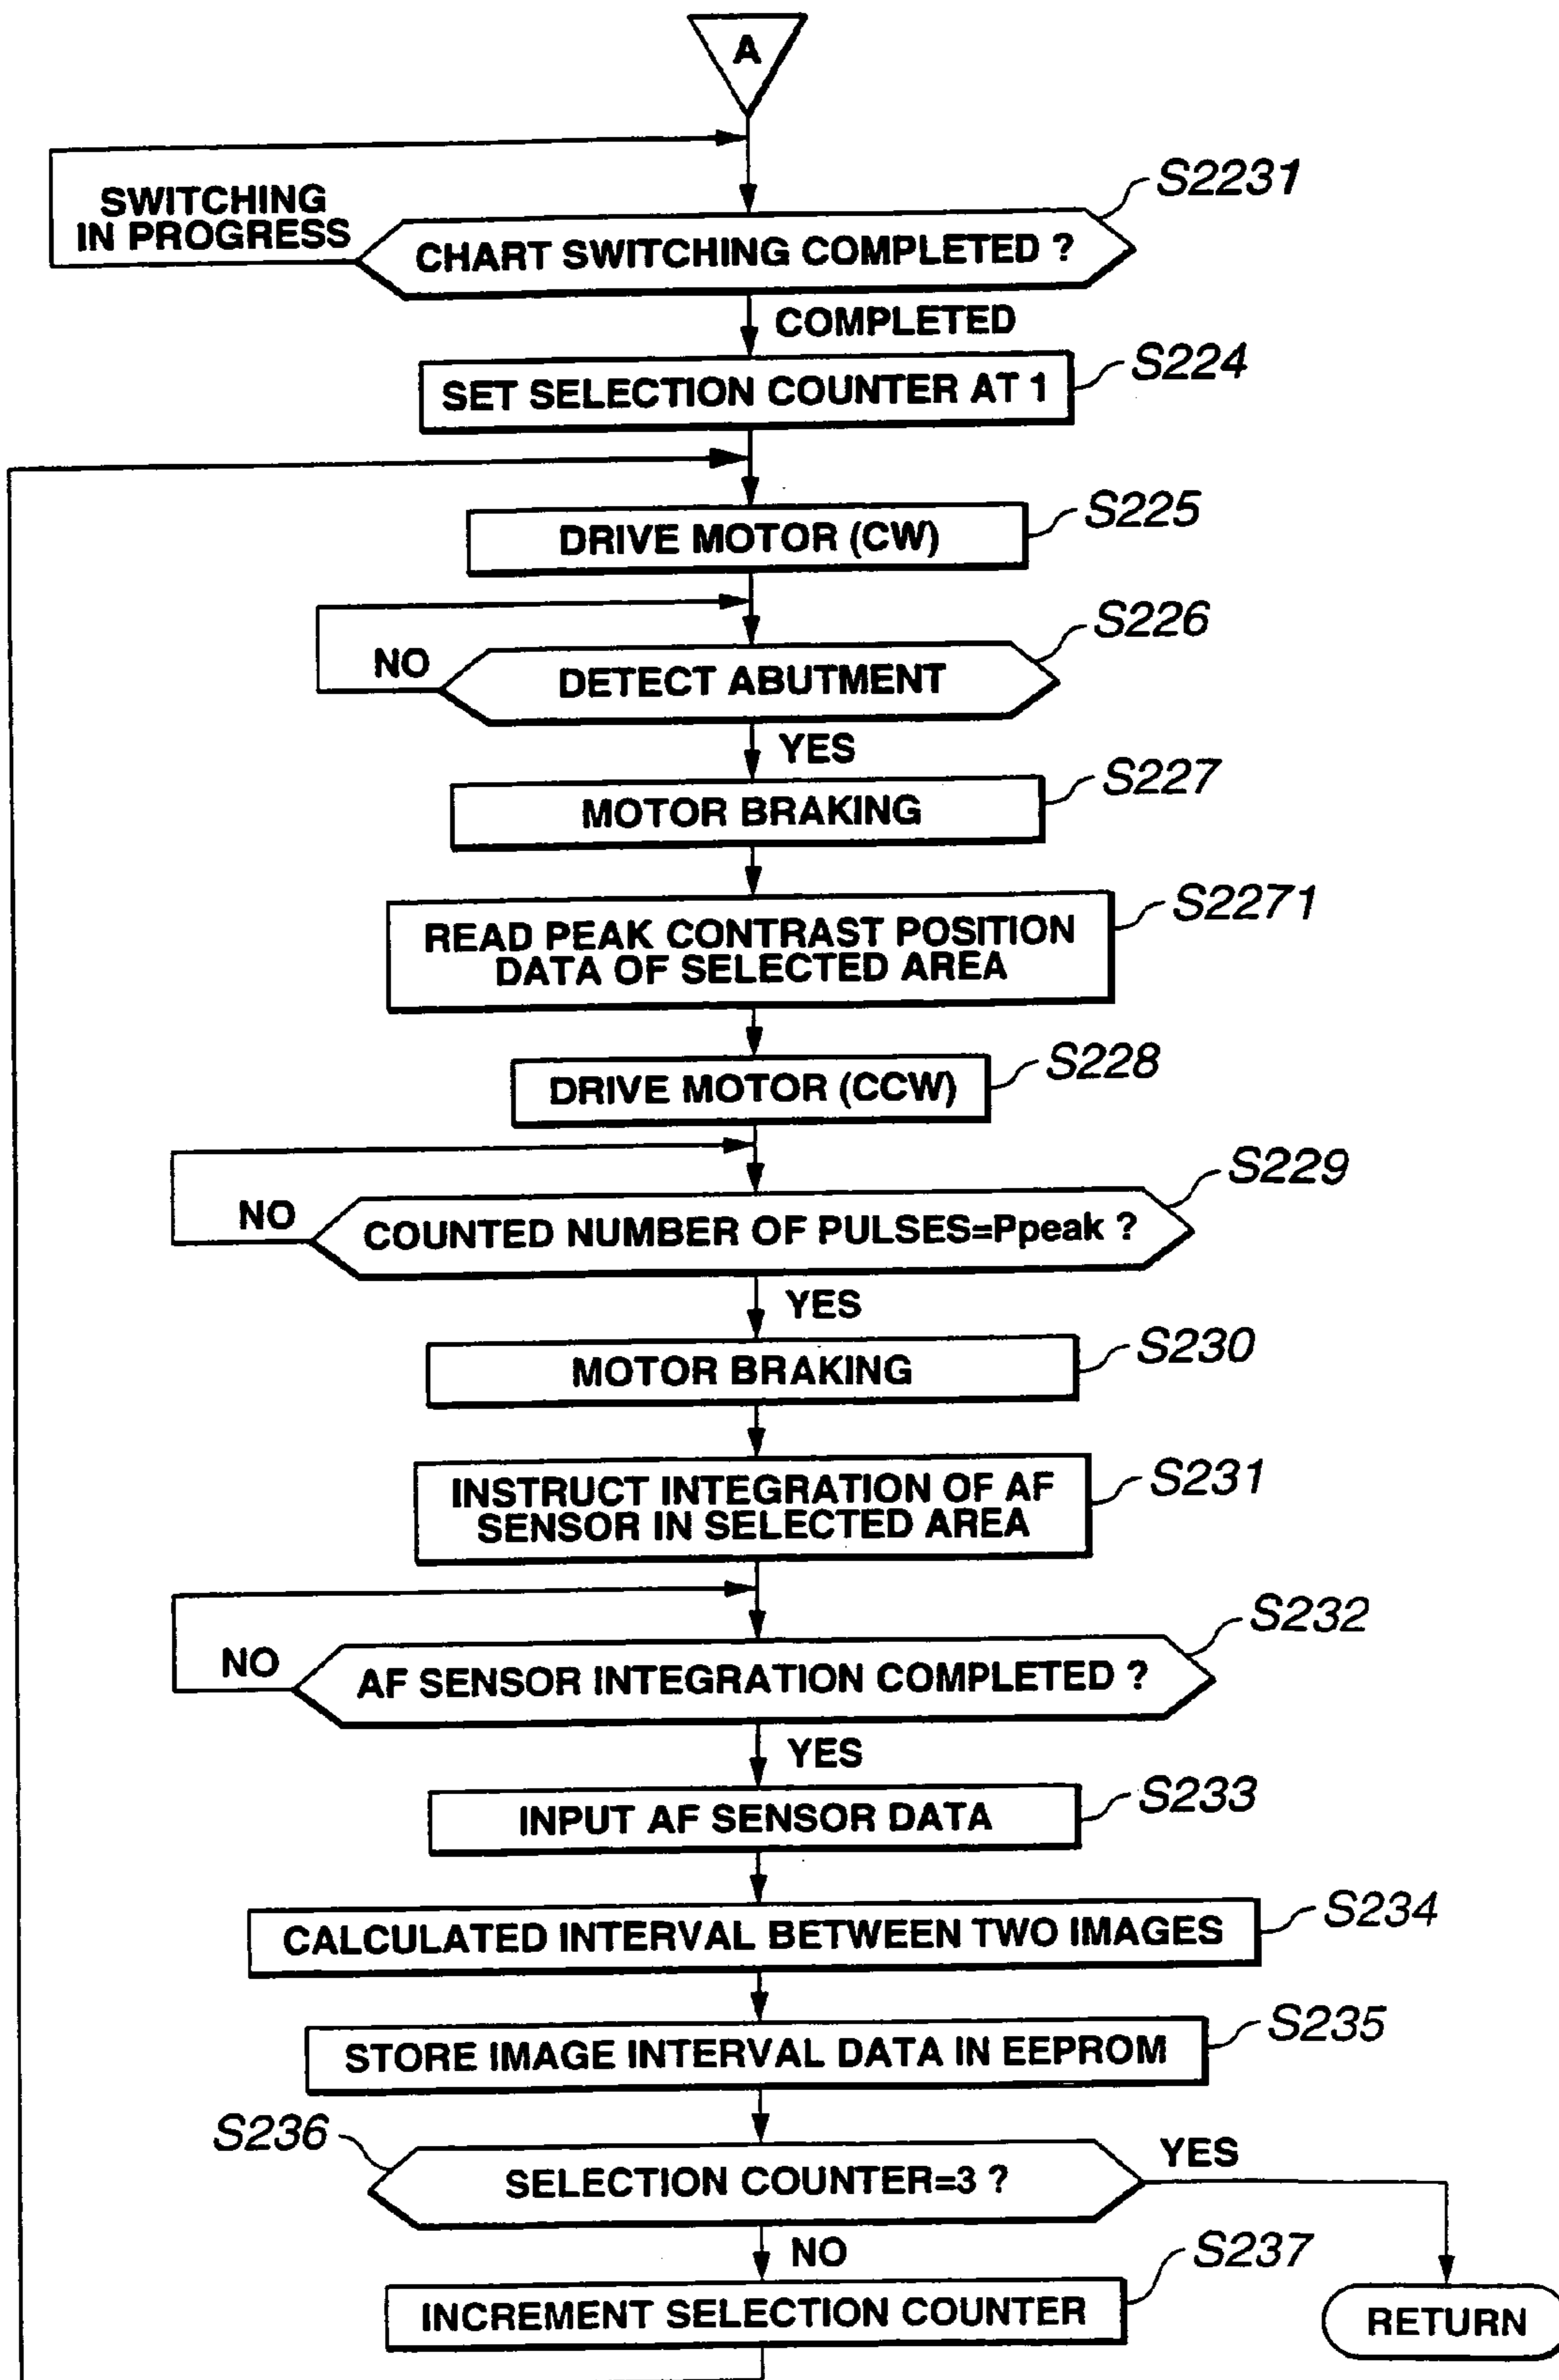 A
SWITCHING
IN PROGRESS
S2231
CHART SWITCHING COMPLETED ?
COMPLETED
S224
SET SELECTION COUNTER AT 1
S225
DRIVE MOTOR (CW)
S226
NO
DETECT ABUTMENT
YES
S227
MOTOR BRAKING
S2271
READ PEAK CONTRAST POSITION
DATA OF SELECTED AREA
S228
DRIVE MOTOR (CCW)
S229
NO
COUNTED NUMBER OF PULSES=Ppeak ?
YES
S230
MOTOR BRAKING
S231
INSTRUCT INTEGRATION OF AF
SENSOR IN SELECTED AREA
S232
NO
AF SENSOR INTEGRATION COMPLETED ?
YES
S233
INPUT AF SENSOR DATA
S234
CALCULATED INTERVAL BETWEEN TWO IMAGES
S235
STORE IMAGE INTERVAL DATA IN EEPROM
S236
YES
SELECTION COUNTER=3 ?
NO
S237
INCREMENT SELECTION COUNTER
RETURN